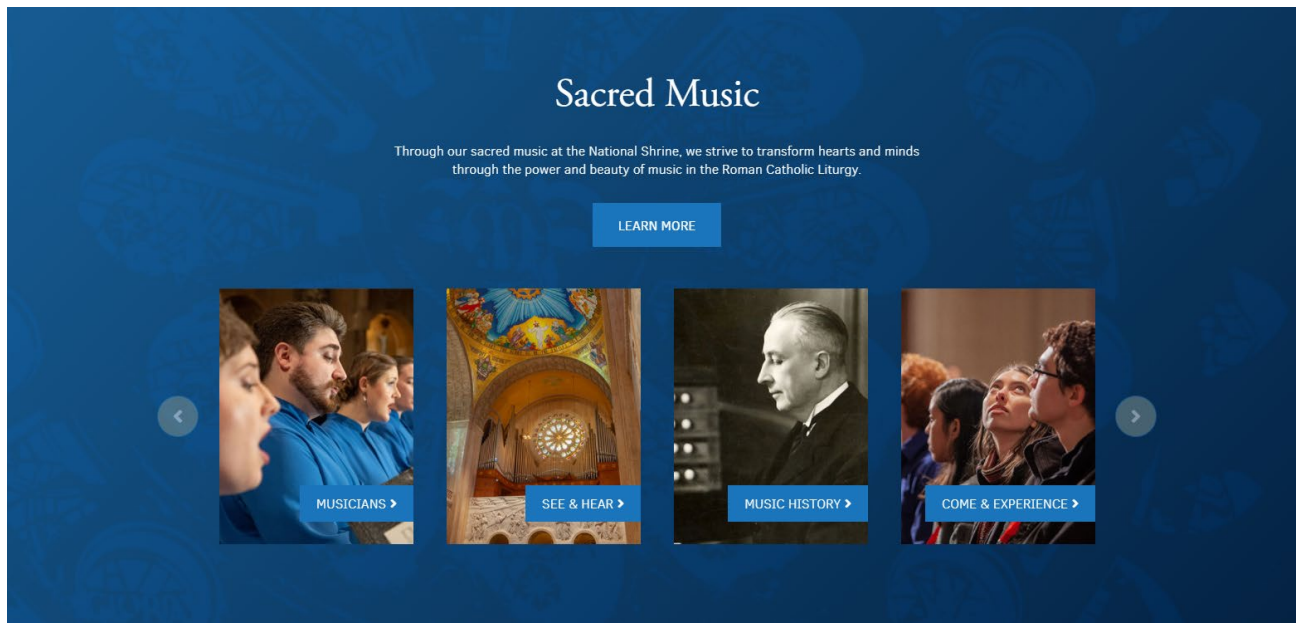 Sacred Music
Through our sacred music at the National Shrine, we strive to transform hearts and minds
through the power and beauty of music in the Roman Catholic Liturgy.
LEARN MORE
MUSICIANS
SEE & HEAR
MUSIC HISTORY
COME & EXPERIENCE